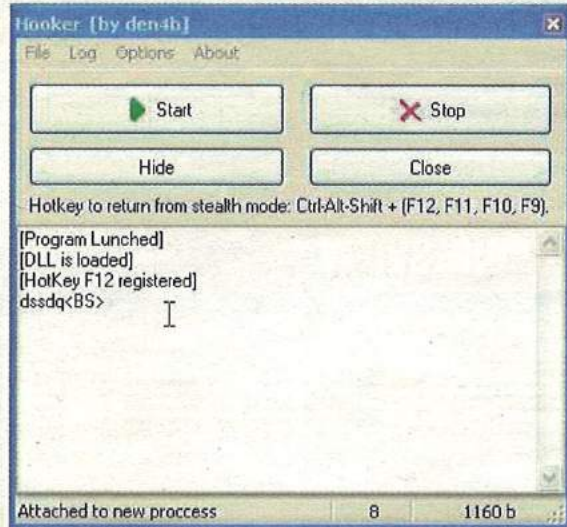 Hooker [by den4b]
File Log Options About
Start Stop
Hide Close
Hotkey to return from stealth mode: Ctrl-Alt-Shift + (F12, F11, F10, F9).
[Program Lunched]
[DLL is loaded]
[HotKey F12 registered]
dssdq<BS>
Attached to new proccess 8 1160 b